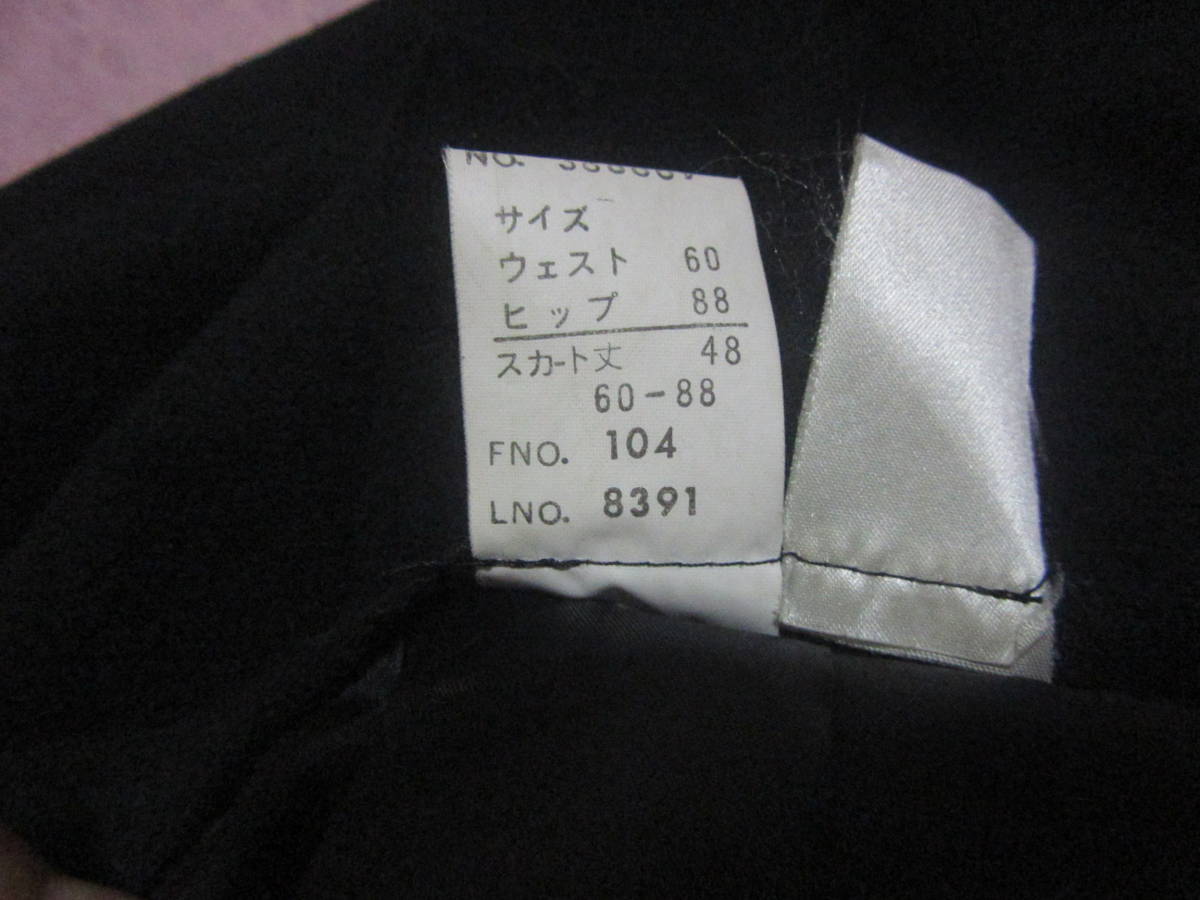 NO.
サイズ
ウェスト 60
ヒップ 88
スカート丈 48
60-88
FNO. 104
LNO. 8391